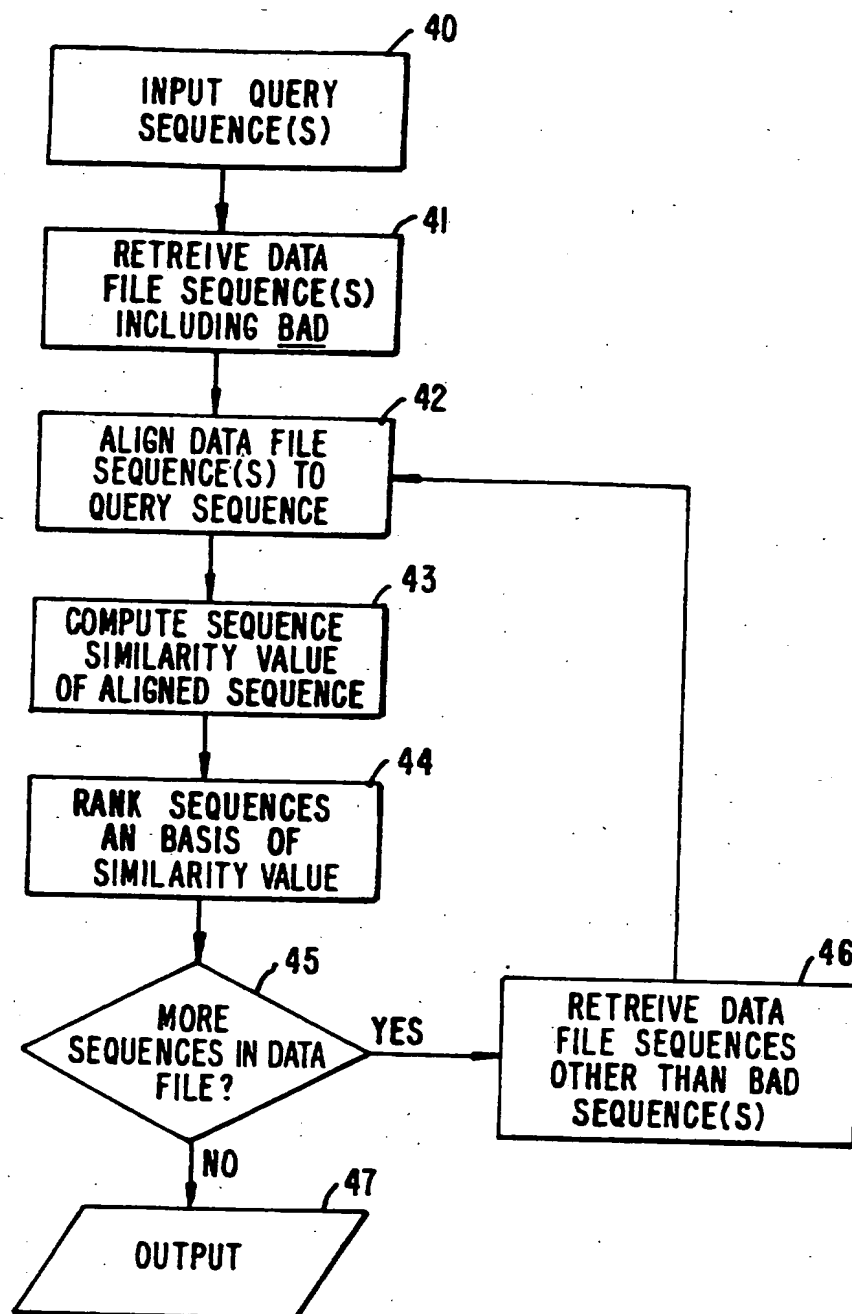 40
INPUT QUERY
SEQUENCE(S)
41
RETREIVE DATA
FILE SEQUENCE(S)
INCLUDING BAD
42
ALIGN DATA FILE
SEQUENCE(S) TO
QUERY SEQUENCE
43
COMPUTE SEQUENCE
SIMILARITY VALUE
OF ALIGNED SEQUENCE
44
RANK SEQUENCES
AN BASIS OF
SIMILARITY VALUE
45
MORE
SEQUENCES IN DATA
FILE?
YES
46
RETREIVE DATA
FILE SEQUENCES
OTHER THAN BAD
SEQUENCE(S)
NO
47
OUTPUT